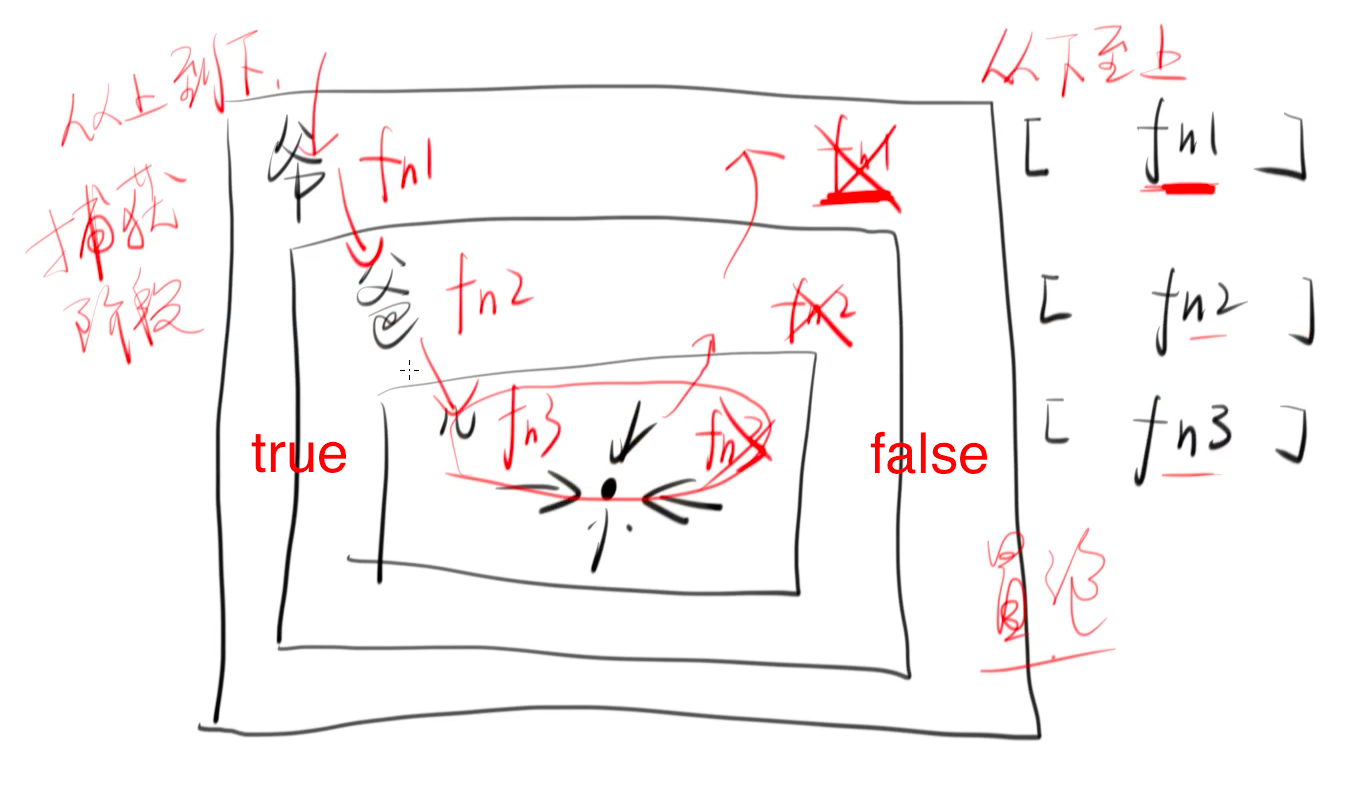 从上到下.
捕获
阶段
爷 fn1
爸 fn2
儿 fn3
true
fn1
fn2
fn3
false
从下至上
[ fn1 ]
[ fn2 ]
[ fn3 ]
冒泡